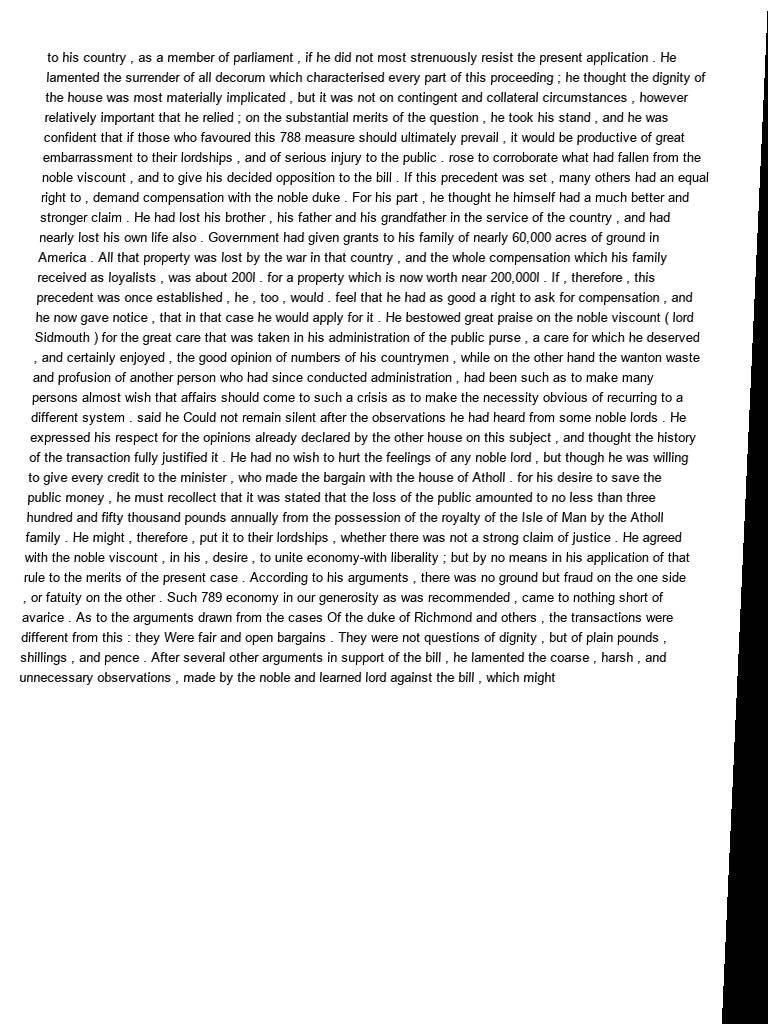 to his country , as a member of parliament , if he did not most strenuously resist the present application . He
lamented the surrender of all decorum which characterised every part of this proceeding ; he thought the dignity of
the house was most materially implicated , but it was not on contingent and collateral circumstances , however
relatively important that he relied ; on the substantial merits of the question , he took his stand , and he was
confident that if those who favoured this 788 measure should ultimately prevail , it would be productive of great
embarrassment to their lordships , and of serious injury to the public . rose to corroborate what had fallen from the
noble viscount , and to give his decided opposition to the bill . If this precedent was set , many others had an equal
right to , demand compensation with the noble duke . For his part , he thought he himself had a much better and
stronger claim . He had lost his brother , his father and his grandfather in the service of the country , and had
nearly lost his own life also . Government had given grants to his family of nearly 60,000 acres of ground in
America . All that property was lost by the war in that country , and the whole compensation which his family
received as loyalists , was about 200l . for a property which is now worth near 200,000l . If , therefore , this
precedent was once established , he , too , would . feel that he had as good a right to ask for compensation , and
he now gave notice , that in that case he would apply for it . He bestowed great praise on the noble viscount ( lord
Sidmouth ) for the great care that was taken in his administration of the public purse , a care for which he deserved
, and certainly enjoyed , the good opinion of numbers of his countrymen , while on the other hand the wanton waste
and profusion of another person who had since conducted administration , had been such as to make many
persons almost wish that affairs should come to such a crisis as to make the necessity obvious of recurring to a
different system . said he Could not remain silent after the observations he had heard from some noble lords . He
expressed his respect for the opinions already declared by the other house on this subject , and thought the history
of the transaction fully justified it . He had no wish to hurt the feelings of any noble lord , but though he was willing
to give every credit to the minister , who made the bargain with the house of Atholl . for his desire to save the
public money , he must recollect that it was stated that the loss of the public amounted to no less than three
hundred and fifty thousand pounds annually from the possession of the royalty of the Isle of Man by the Atholl
family . He might , therefore , put it to their lordships , whether there was not a strong claim of justice . He agreed
with the noble viscount , in his , desire , to unite economy-with liberality ; but by no means in his application of that
rule to the merits of the present case . According to his arguments , there was no ground but fraud on the one side
, or fatuity on the other . Such 789 economy in our generosity as was recommended , came to nothing short of
avarice . As to the arguments drawn from the cases Of the duke of Richmond and others , the transactions were
different from this : they Were fair and open bargains . They were not questions of dignity , but of plain pounds ,
shillings , and pence . After several other arguments in support of the bill , he lamented the coarse , harsh , and
unnecessary observations , made by the noble and learned lord against the bill , which might